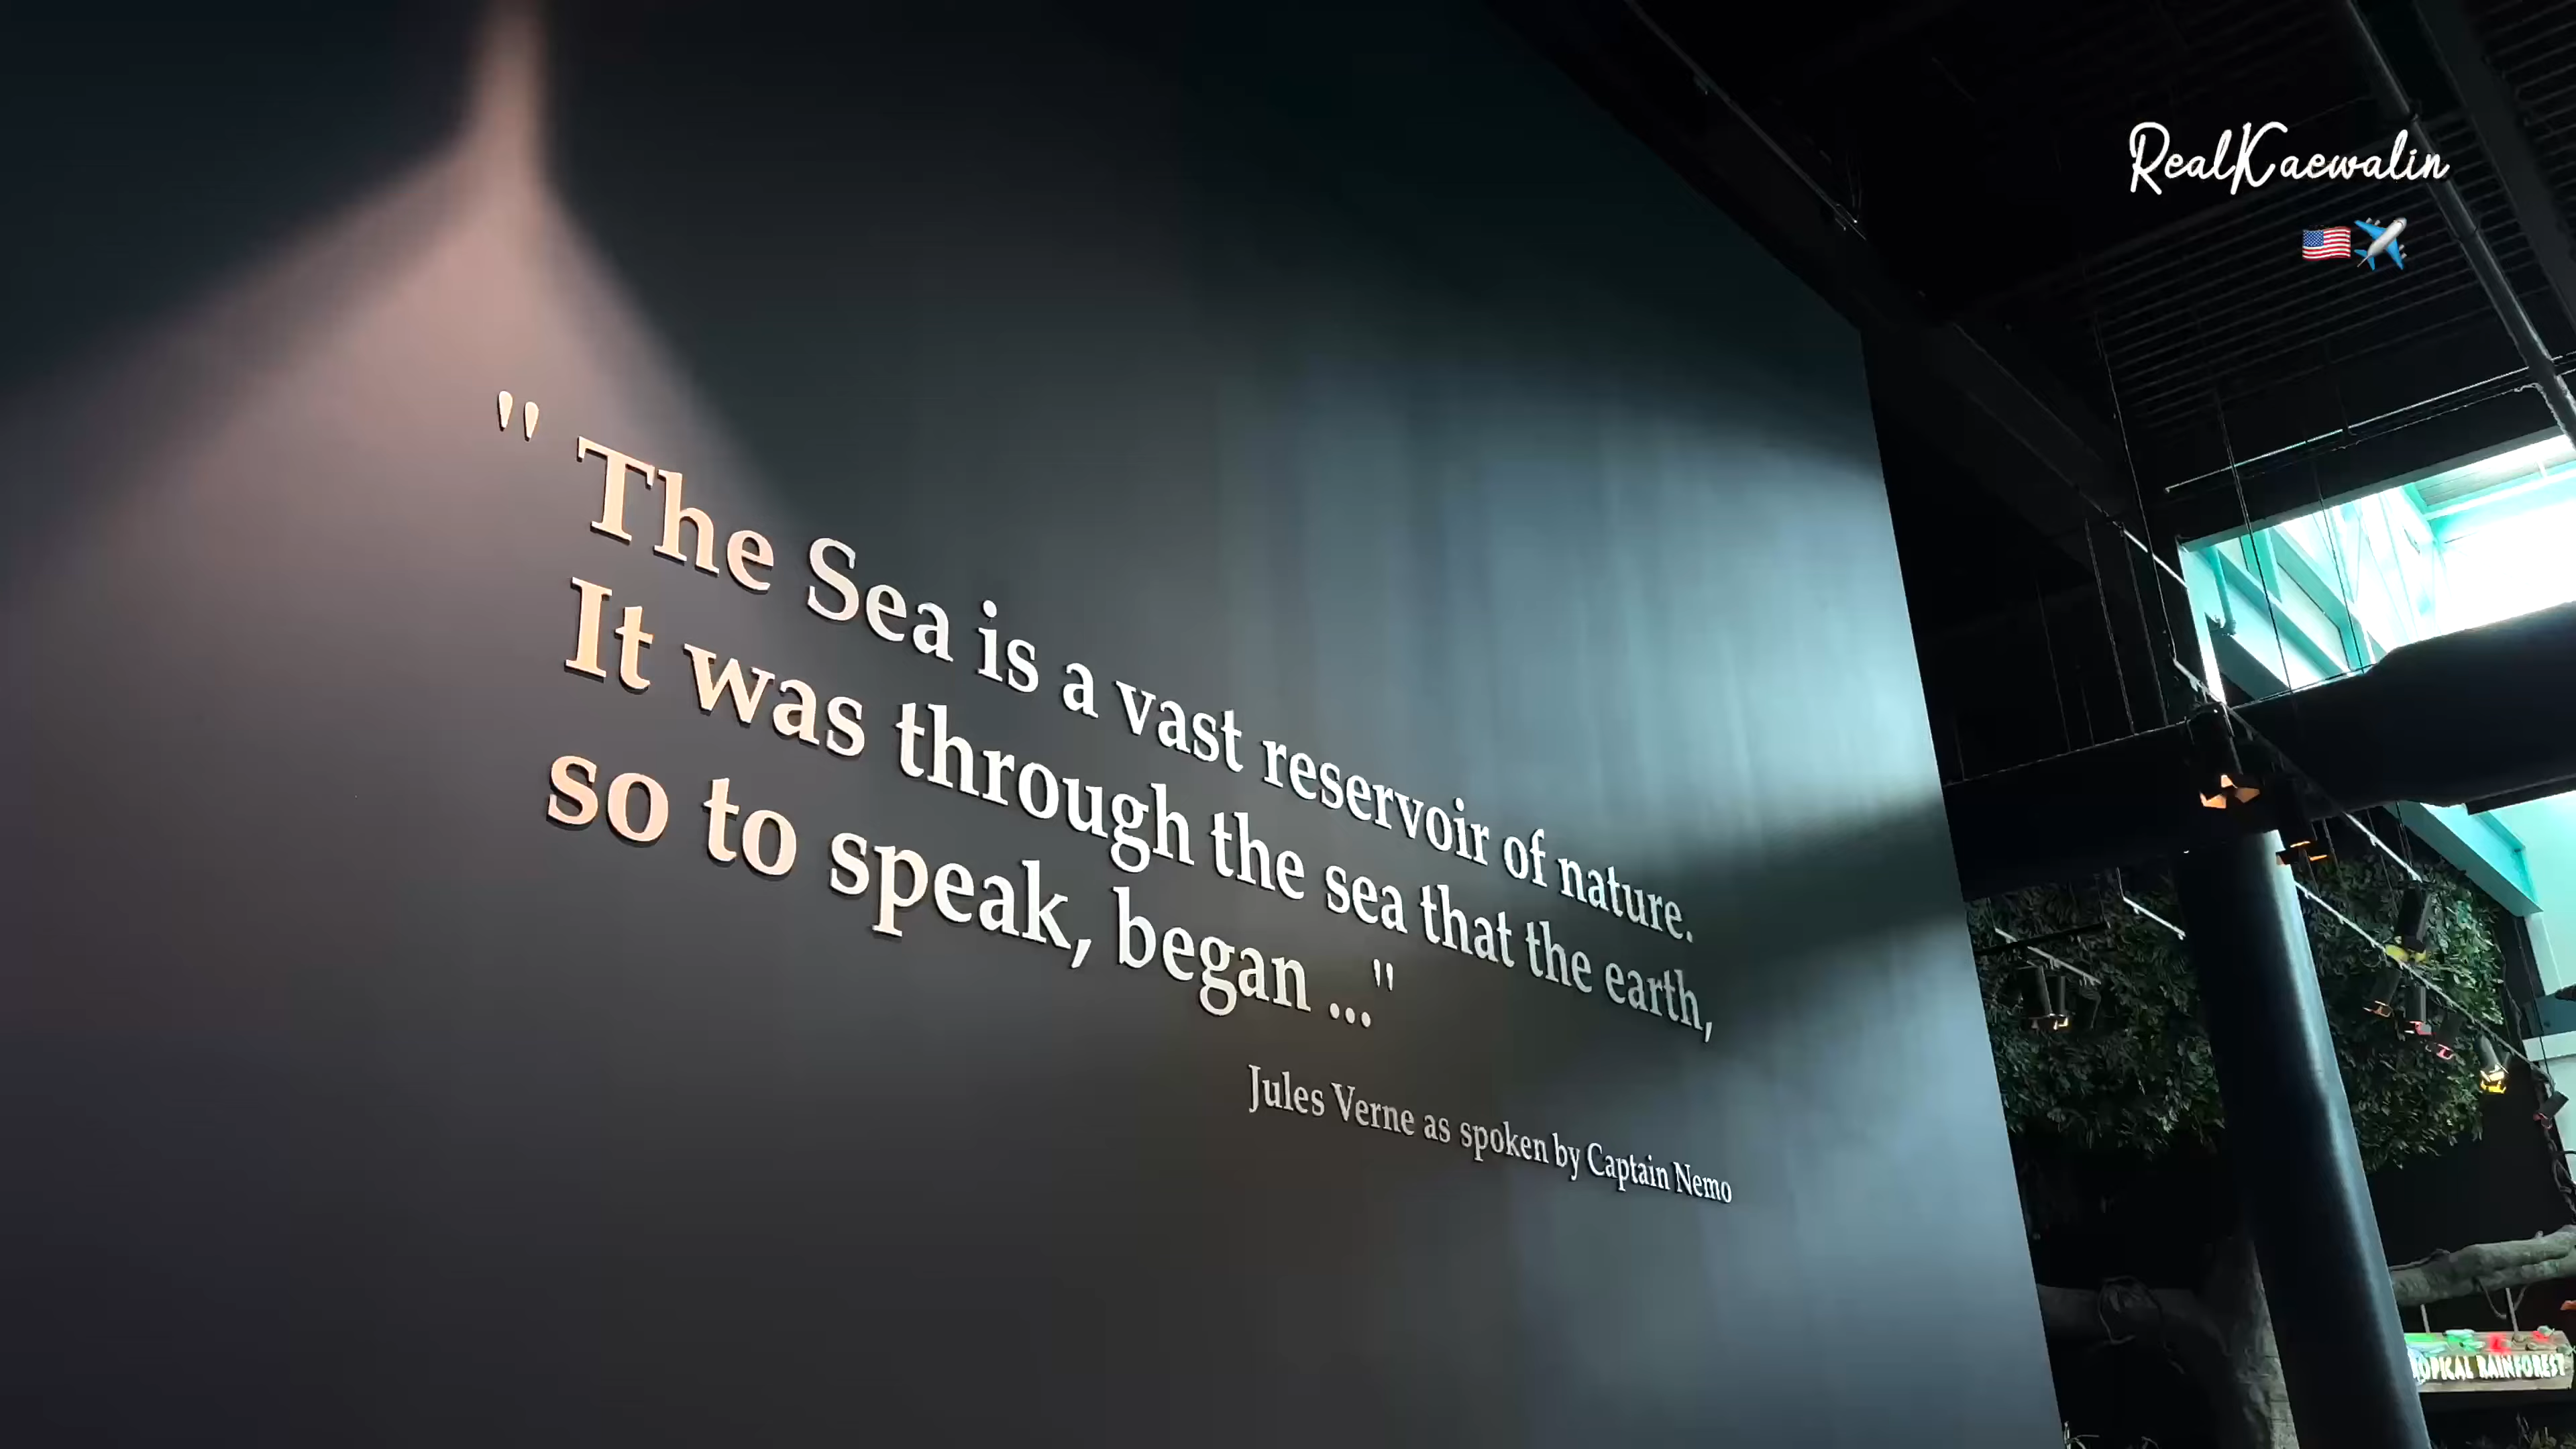 RealKaewalin
" The Sea is a vast reservoir of nature.
It was through the sea that the earth,
so to speak, began ..."
Jules Verne as spoken by Captain Nemo
RAINFOREST